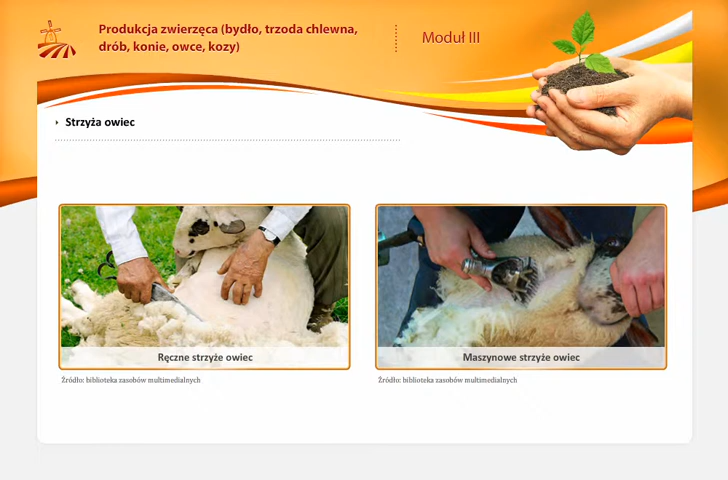 Produkcja zwierzęca (bydło, trzoda chlewna,
drób, konie, owce, kozy)
Moduł III
Strzyża owiec
Ręczne strzyże owiec
Maszynowe strzyże owiec
Źródło: biblioteka zasobów multimedialnych
Źródło: biblioteka zasobów multimedialnych